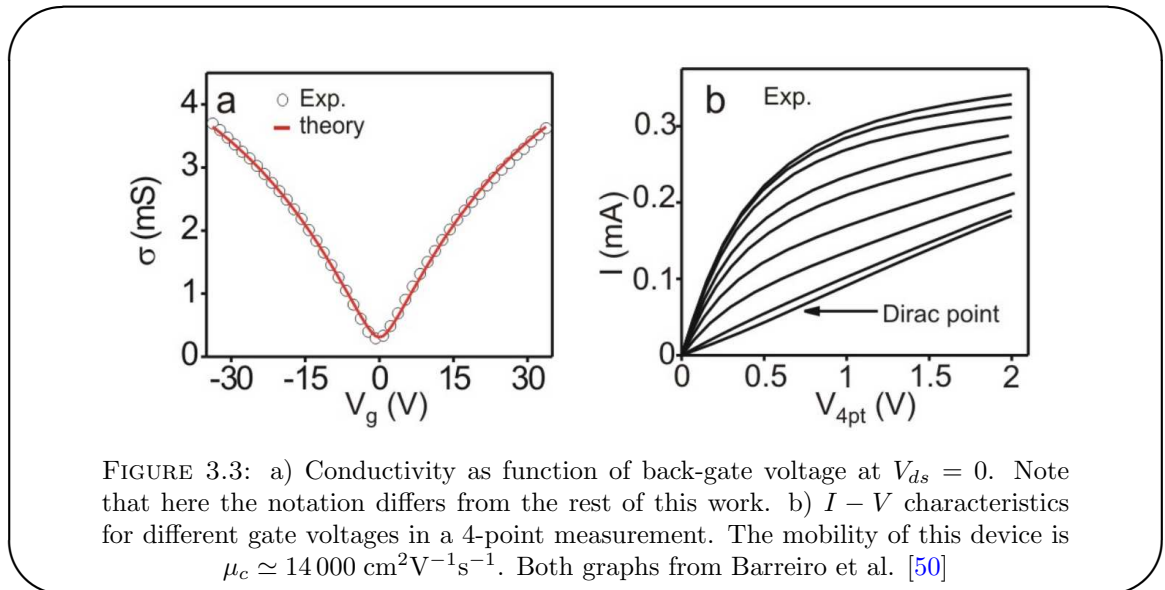 a
○ Exp.
theory
4
3
2
1
0
σ (mS)
-30 -15 0 15 30
V_g (V)
b
Exp.
0.3
0.2
0.1
0
I (mA)
Dirac point
0 0.5 1 1.5 2
V_4pt (V)
FIGURE 3.3: a) Conductivity as function of back-gate voltage at V_ds = 0. Note
that here the notation differs from the rest of this work. b) I − V characteristics
for different gate voltages in a 4-point measurement. The mobility of this device is
μ_c ≃ 14 000 cm²V⁻¹s⁻¹. Both graphs from Barreiro et al. [50]